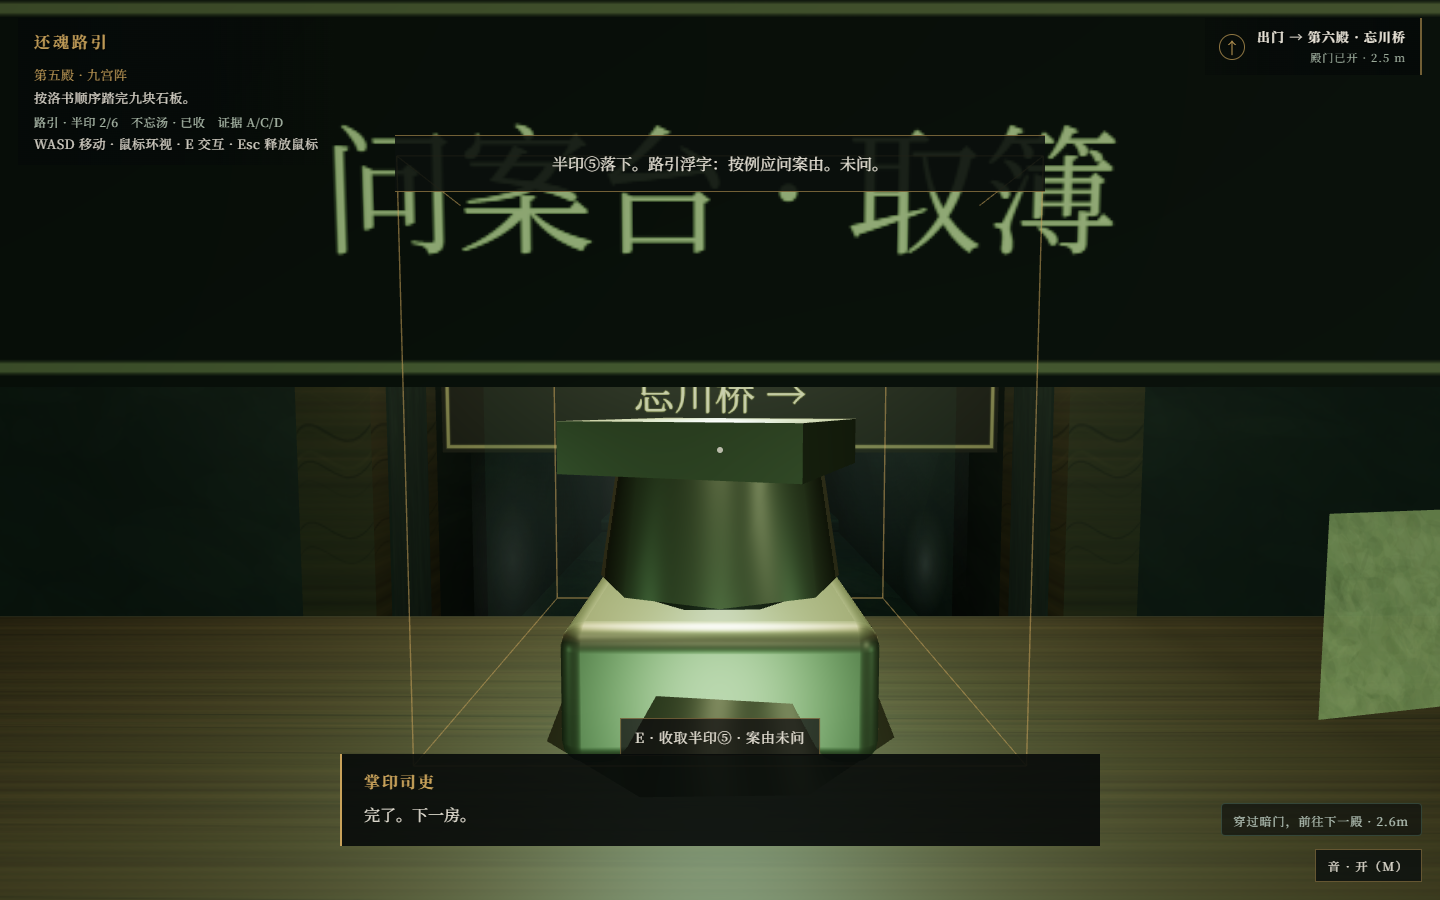 还魂路引
第五殿 · 九宫阵
按洛书顺序踏完九块石板。
路引 · 半印 2/6 不忘汤 · 已收 证据 A/C/D
WASD 移动 · 鼠标环视 · E 交互 · Esc 释放鼠标
出门 → 第六殿 · 忘川桥
殿门已开 · 2.5 m
问案台 · 取簿
半印⑤落下。路引浮字：按例应问案由。未问。
忘川桥 →
E · 收取半印⑤ · 案由未问
掌印司吏
完了。下一房。
穿过暗门，前往下一殿 · 2.6m
音 · 开（M）